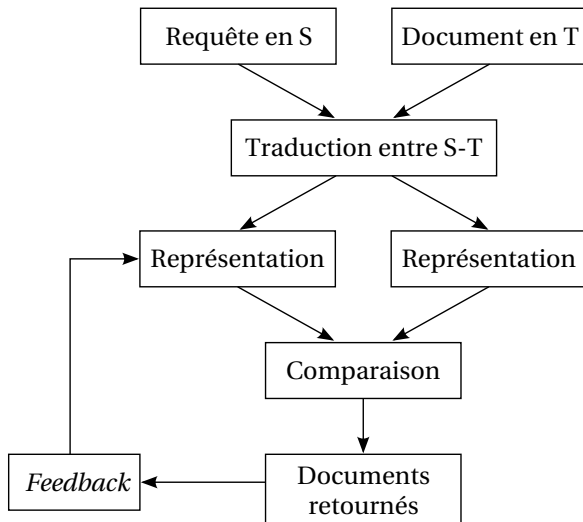 Requête en S
Document en T
Traduction entre S-T
Représentation
Représentation
Comparaison
Feedback
Documents
retournés